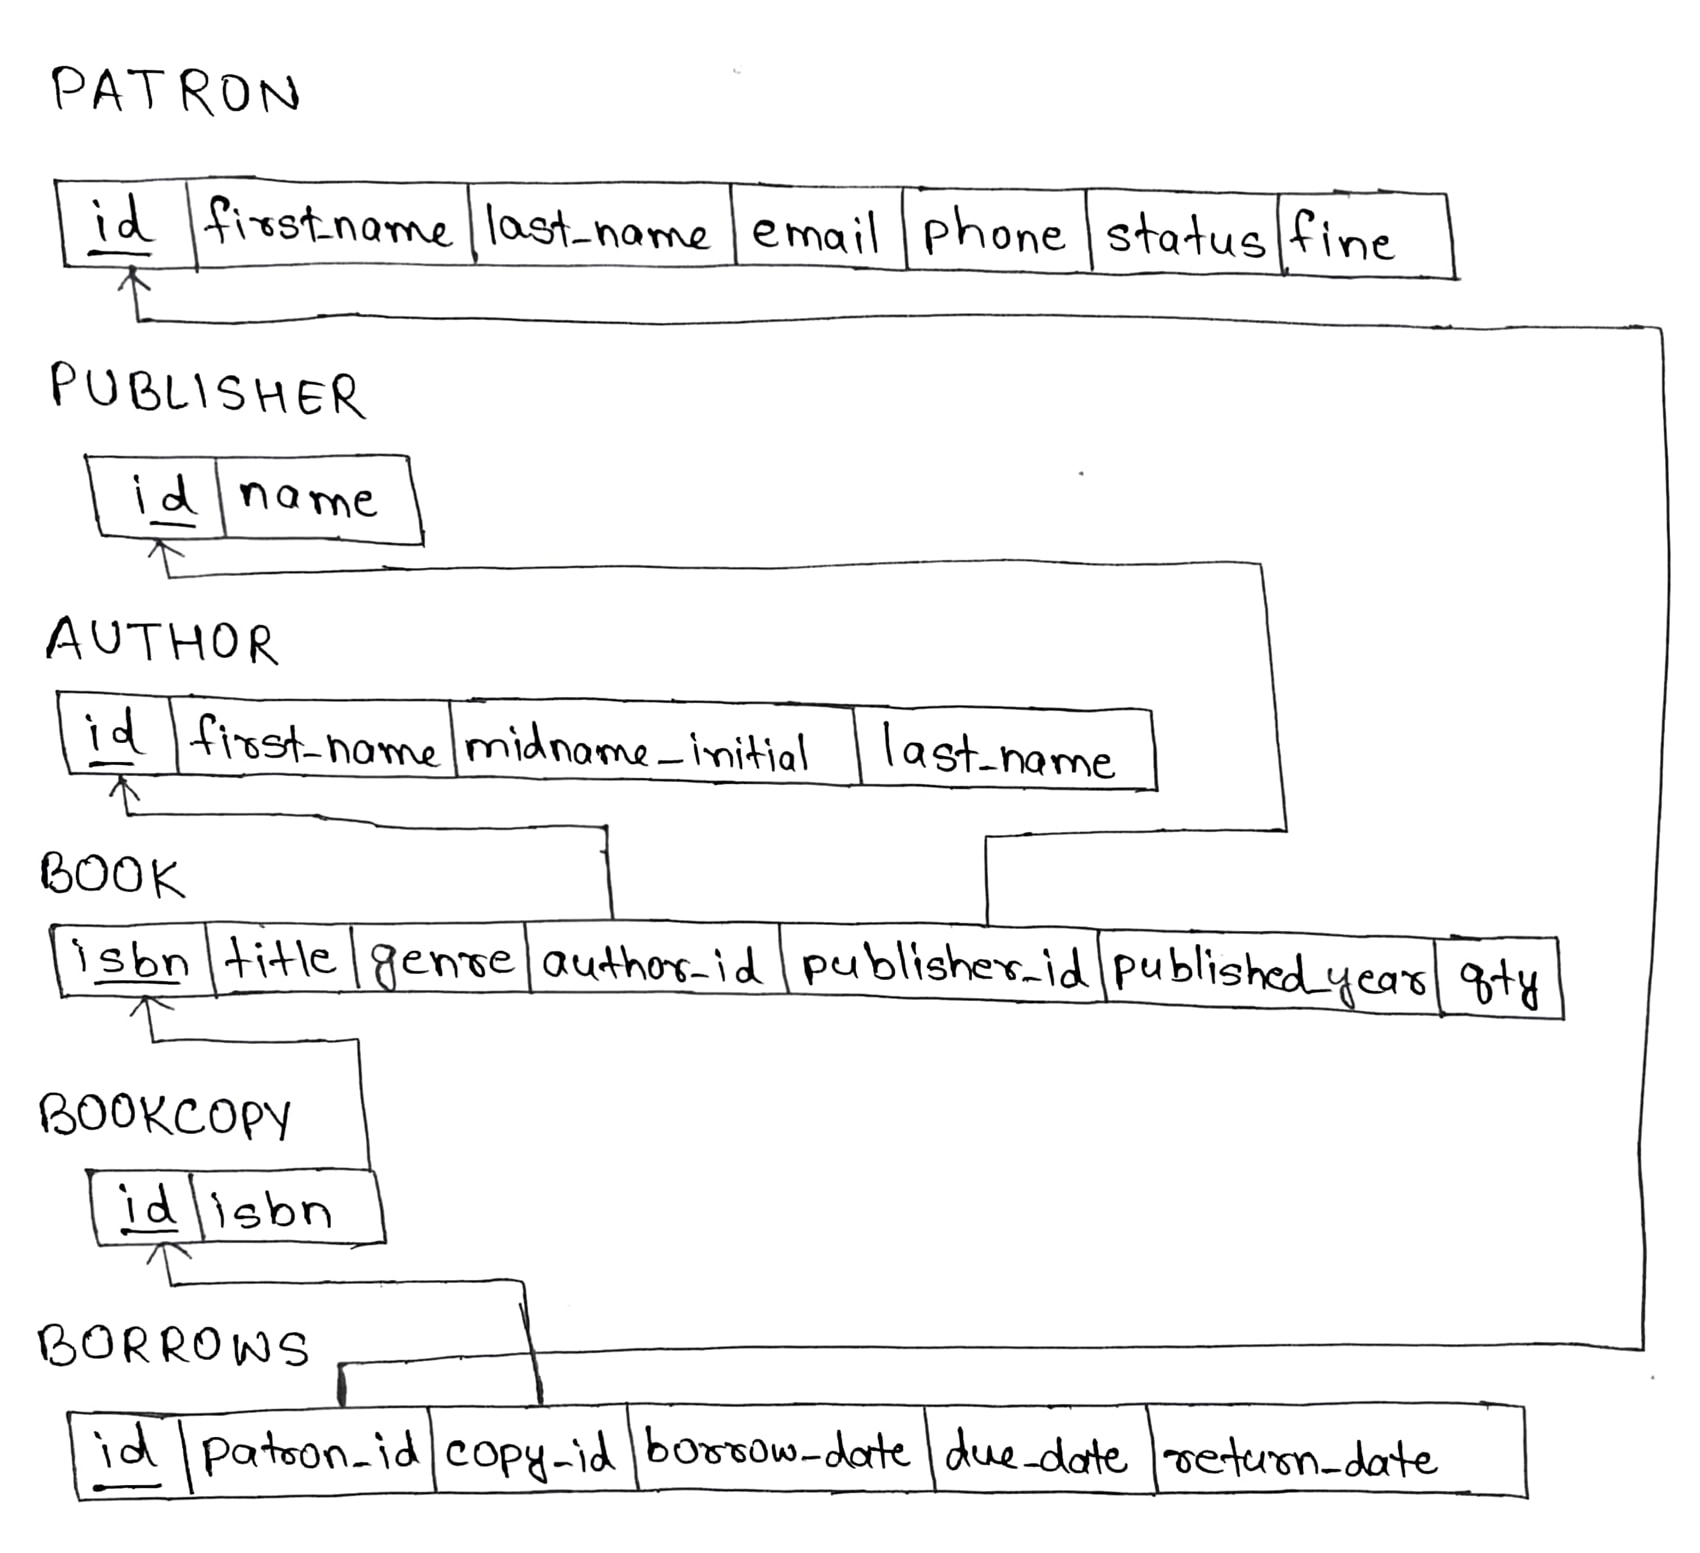 PATRON
id first_name last_name email phone status fine
PUBLISHER
id name
AUTHOR
id first_name midname_initial last_name
BOOK
isbn title genre author_id publisher_id published_year qty
BOOKCOPY
id isbn
BORROWS
id patron_id copy_id borrow_date due_date return_date